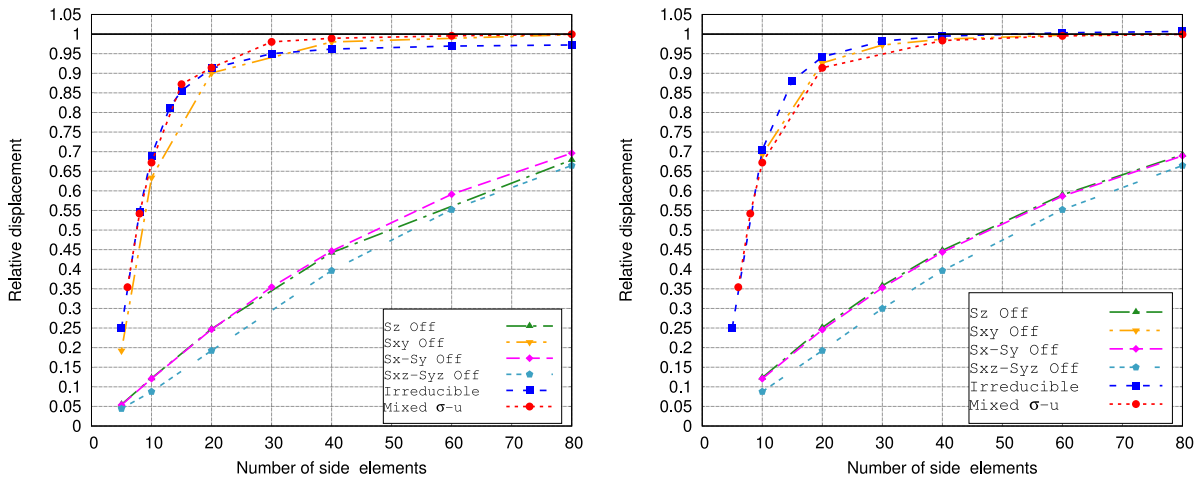 1.05
1
0.95
0.9
0.85
0.8
0.75
0.7
0.65
0.6
0.55
0.5
0.45
0.4
0.35
0.3
0.25
0.2
0.15
0.1
0.05
0
Relative displacement
0 10 20 30 40 50 60 70 80
Number of side elements
Sz Off
Sxy Off
Sx-Sy Off
Sxz-Syz Off
Irreducible
Mixed σ-u
1.05
1
0.95
0.9
0.85
0.8
0.75
0.7
0.65
0.6
0.55
0.5
0.45
0.4
0.35
0.3
0.25
0.2
0.15
0.1
0.05
0
Relative displacement
0 10 20 30 40 50 60 70 80
Number of side elements
Sz Off
Sxy Off
Sx-Sy Off
Sxz-Syz Off
Irreducible
Mixed σ-u